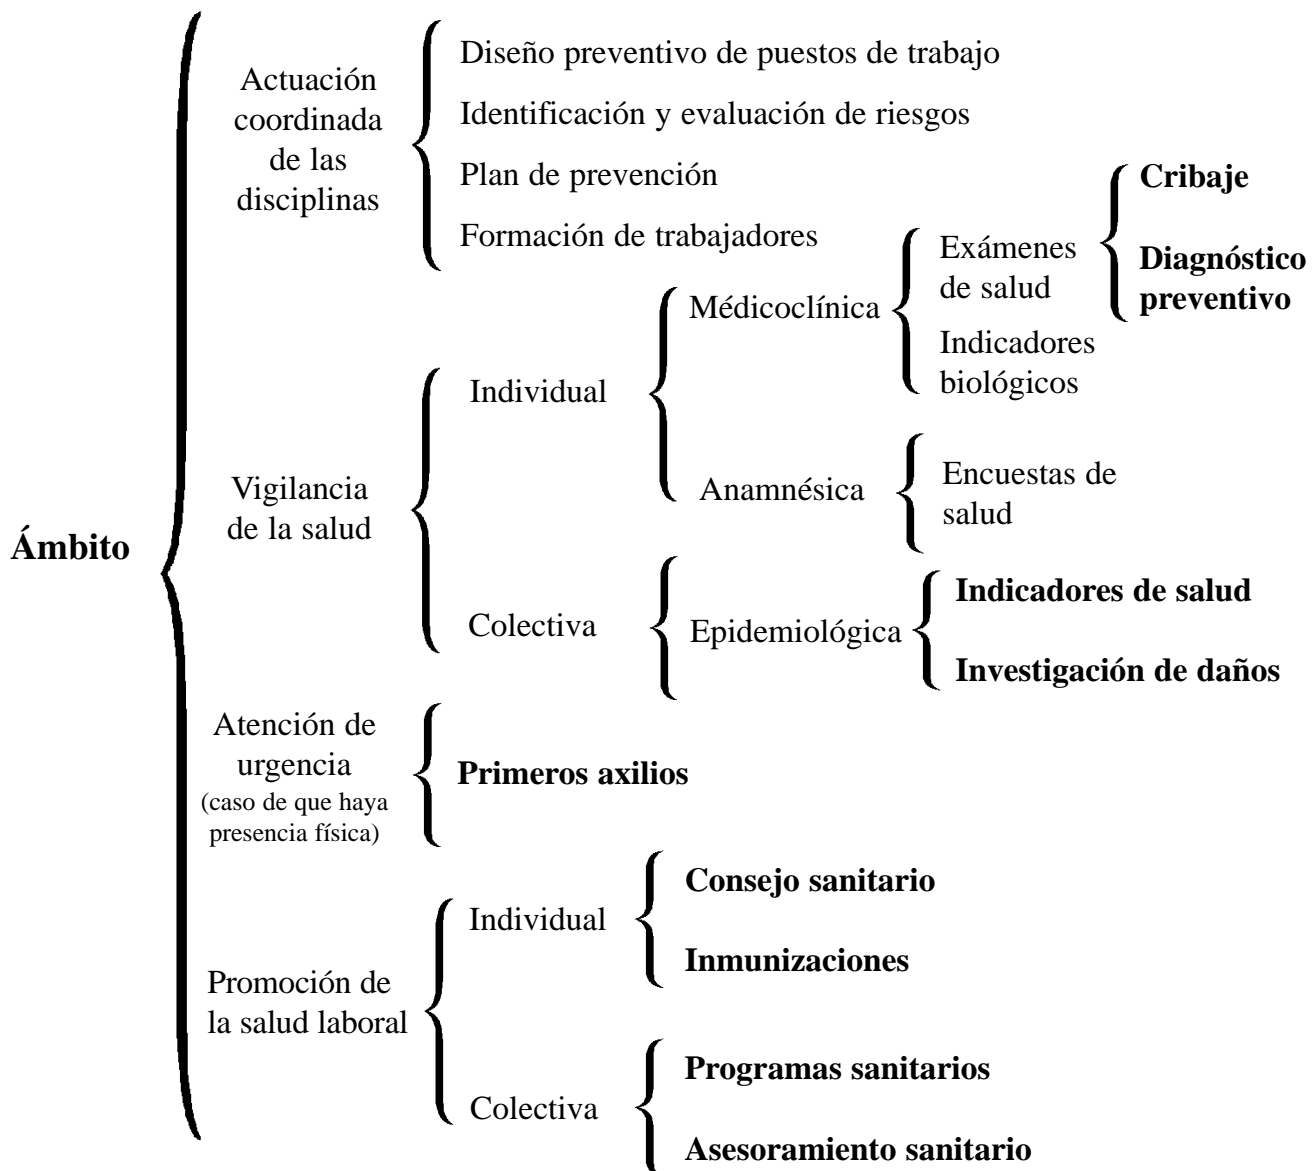 Ámbito
Actuación
coordinada
de las
disciplinas
Diseño preventivo de puestos de trabajo
Identificación y evaluación de riesgos
Plan de prevención
Formación de trabajadores
Vigilancia
de la salud
Individual
Médicoclínica
Exámenes
de salud
Cribaje
Diagnóstico
preventivo
Indicadores
biológicos
Anamnésica
Encuestas de
salud
Colectiva
Epidemiológica
Indicadores de salud
Investigación de daños
Atención de
urgencia
(caso de que haya
presencia física)
Primeros axilios
Promoción de
la salud laboral
Individual
Consejo sanitario
Inmunizaciones
Colectiva
Programas sanitarios
Asesoramiento sanitario